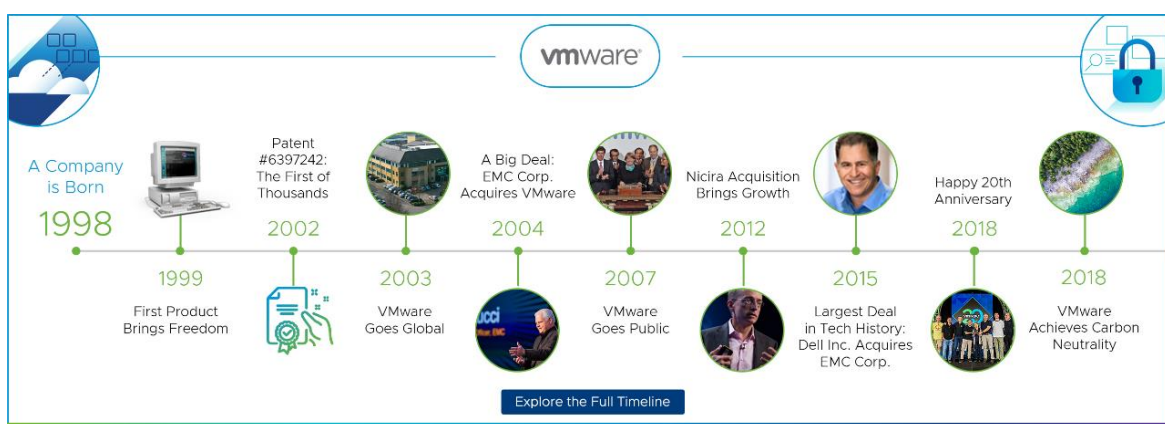 vmware®
A Company
is Born
1998
1999
First Product
Brings Freedom
Patent
#6397242:
The First of
Thousands
2002
2003
VMware
Goes Global
A Big Deal:
EMC Corp.
Acquires VMware
2004
ucci
Officer, EMC
2007
VMware
Goes Public
Nicira Acquisition
Brings Growth
2012
2015
Largest Deal
in Tech History:
Dell Inc. Acquires
EMC Corp.
Happy 20th
Anniversary
2018
2018
VMware
Achieves Carbon
Neutrality
Explore the Full Timeline